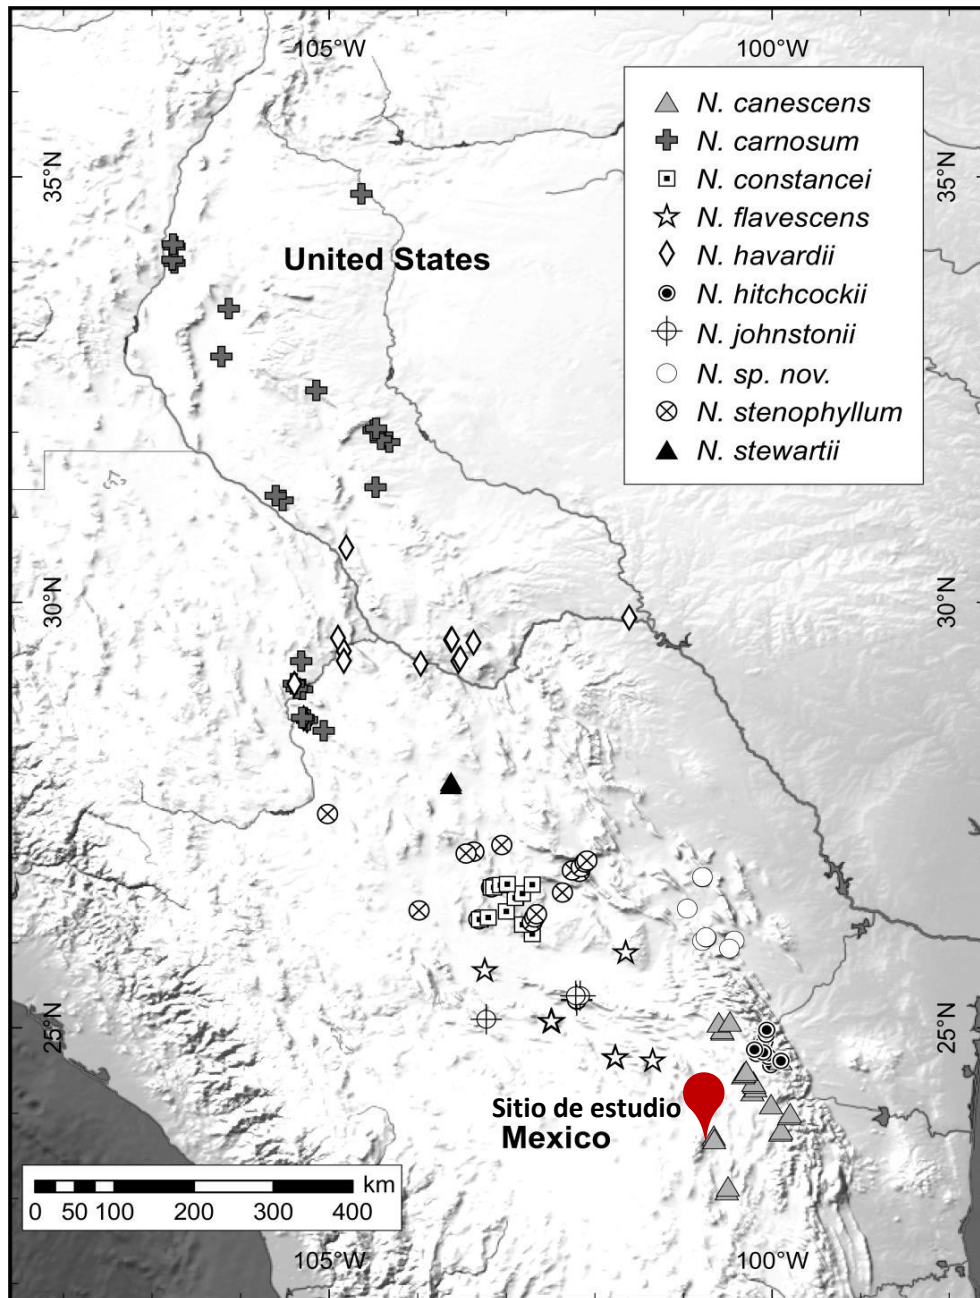 105°W
100°W
35°N
35°N
N. canescens
N. carnosum
N. constancei
N. flavescens
N. havardii
N. hitchcockii
N. johnstonii
N. sp. nov.
N. stenophyllum
N. stewartii
United States
30°N
30°N
25°N
25°N
Sitio de estudio
Mexico
km
0 50 100 200 300 400
105°W
100°W